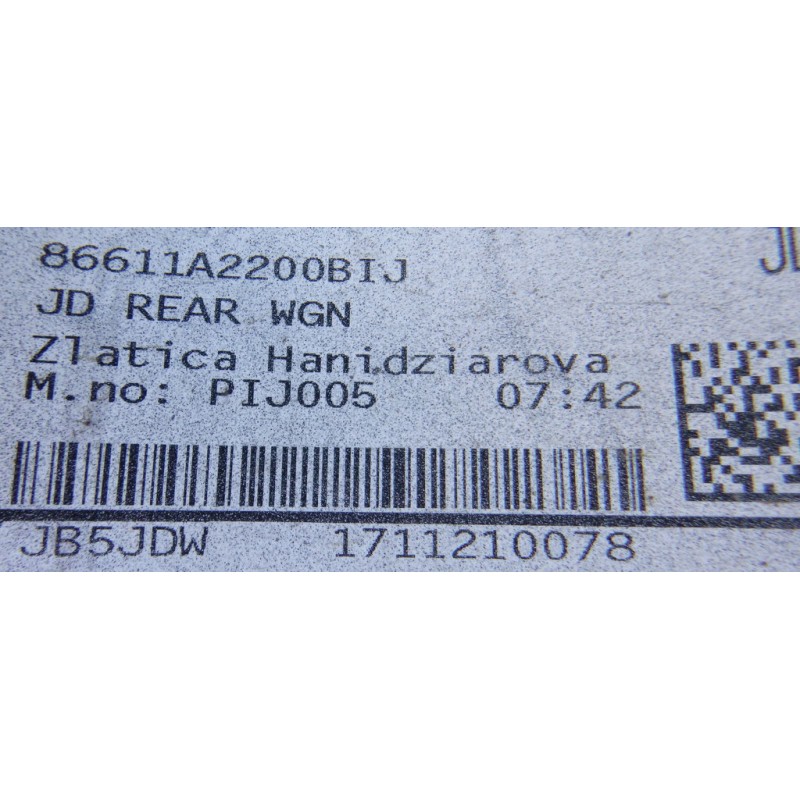 86611A2200BIJ
JD REAR WGN
Zlatica Hanidziarova
M.no: PIJ005 07:42
JB5JDW 1711210078